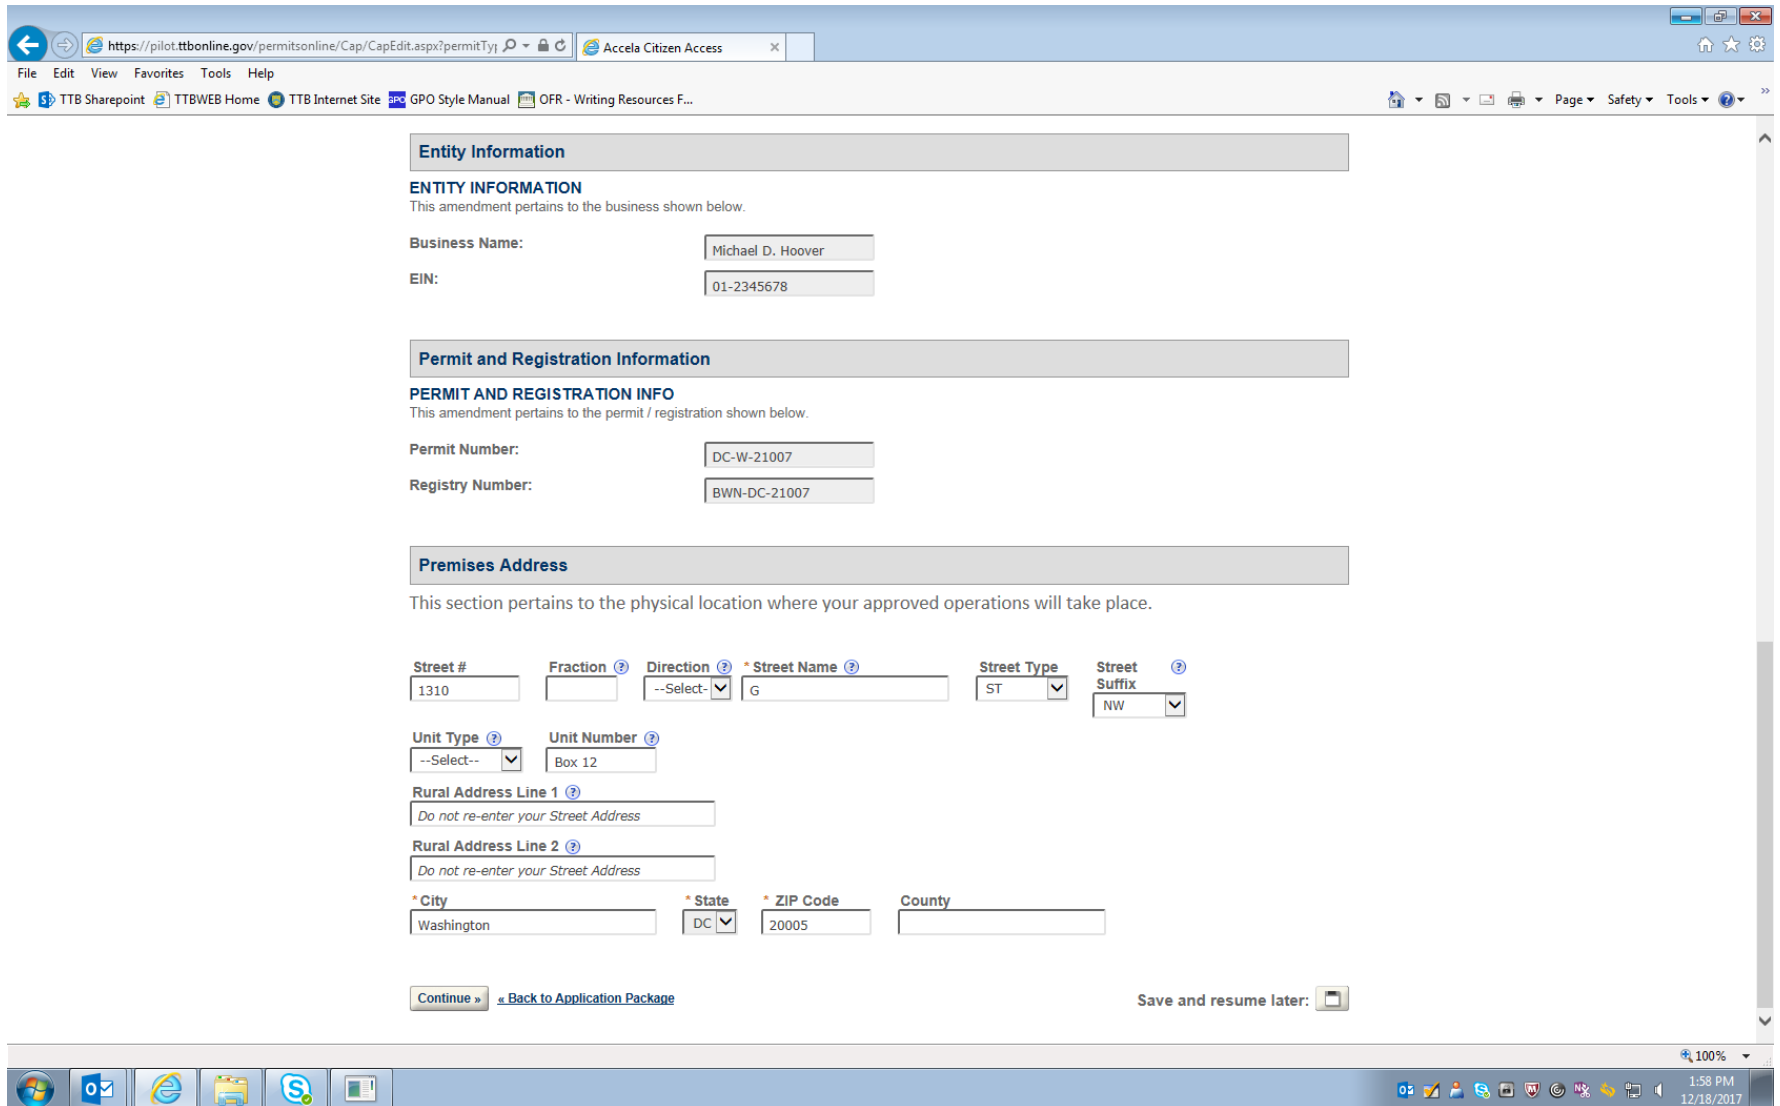 https://pilot.ttbonline.gov/permitsonline/Cap/CapEdit.aspx?permitTyp
Accela Citizen Access
File Edit View Favorites Tools Help
TTB Sharepoint TTBWEB Home TTB Internet Site GPO GPO Style Manual OFR - Writing Resources F...
Page Safety Tools
Entity Information
ENTITY INFORMATION
This amendment pertains to the business shown below.
Business Name: Michael D. Hoover
EIN: 01-2345678
Permit and Registration Information
PERMIT AND REGISTRATION INFO
This amendment pertains to the permit / registration shown below.
Permit Number: DC-W-21007
Registry Number: BWN-DC-21007
Premises Address
This section pertains to the physical location where your approved operations will take place.
Street # Fraction Direction * Street Name Street Type Street Suffix
1310 --Select- G ST NW
Unit Type Unit Number
--Select-- Box 12
Rural Address Line 1
Do not re-enter your Street Address
Rural Address Line 2
Do not re-enter your Street Address
* City * State * ZIP Code County
Washington DC 20005
Continue » « Back to Application Package Save and resume later:
100%
1:58 PM
12/18/2017